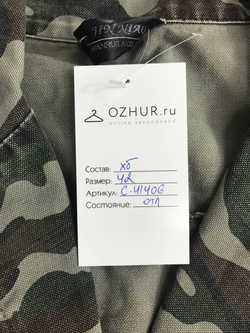 OZHUR.ru
online secondhand
Состав: хб
Размер: 42
Артикул: С-41406
Состояние: отл